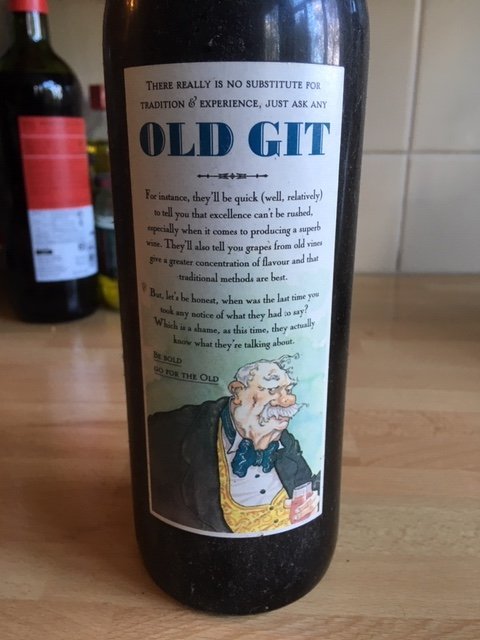 There really is no substitute for
tradition & experience, just ask any
OLD GIT
For instance, they'll be quick (well, relatively)
to tell you that excellence can't be rushed,
especially when it comes to producing a superb
wine. They'll also tell you grapes from old vines
give a greater concentration of flavour and that
traditional methods are best.
But, let's be honest, when was the last time you
took any notice of what they had to say?
Which is a shame, as this time, they actually
know what they're talking about.
Be bold
go for the Old